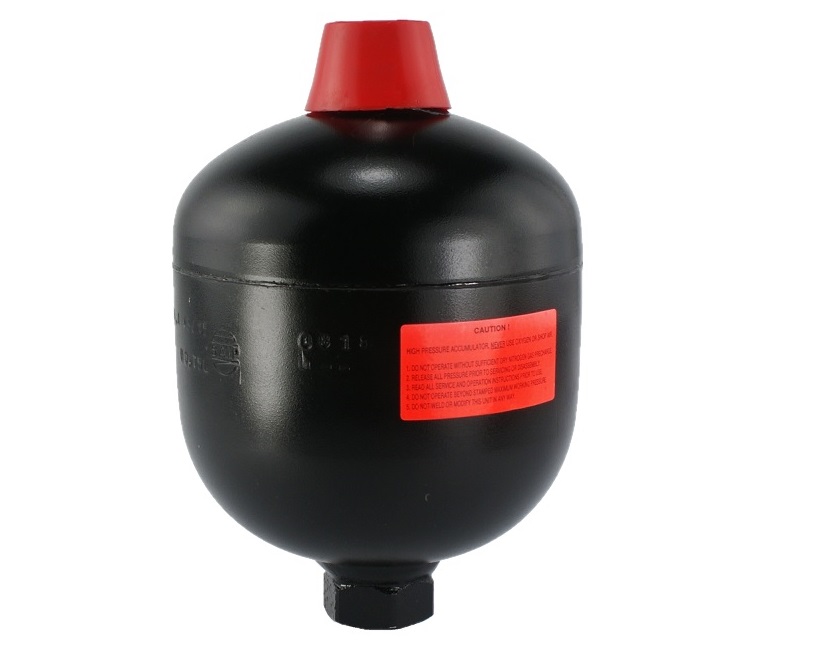 CAUTION !
HIGH PRESSURE ACCUMULATOR. NEVER USE OXYGEN OR SHOP AIR
1. DO NOT OPERATE WITHOUT SUFFICIENT DRY NITROGEN GAS PRECHARGE.
2. RELEASE ALL PRESSURE PRIOR TO SERVICING OR DISASSEMBLY.
3. READ ALL SERVICE AND OPERATION INSTRUCTIONS PRIOR TO USE.
4. DO NOT OPERATE BEYOND STAMPED MAXIMUM WORKING PRESSURE.
5. DO NOT WELD OR MODIFY THIS UNIT IN ANY WAY.